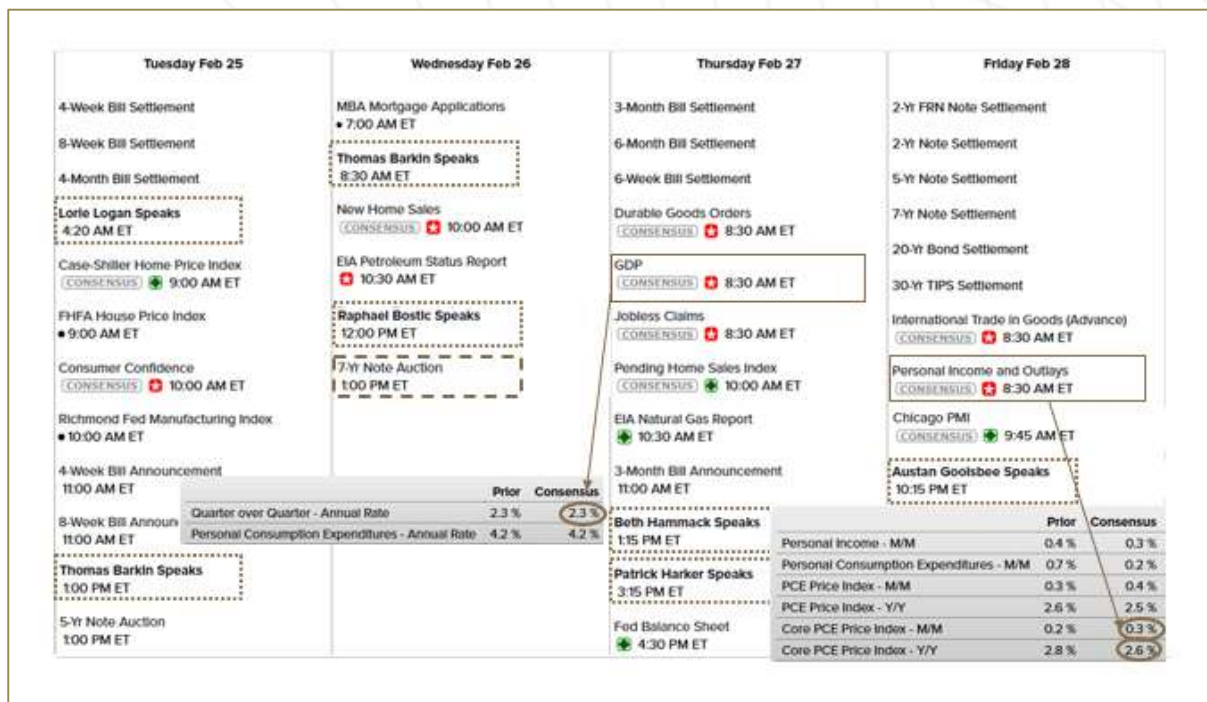 Tuesday Feb 25
4-Week Bill Settlement
8-Week Bill Settlement
4-Month Bill Settlement
Lorie Logan Speaks
4:20 AM ET
Case-Shiller Home Price Index
CONSENSUS 9:00 AM ET
FHFA House Price Index
• 9:00 AM ET
Consumer Confidence
CONSENSUS 10:00 AM ET
Richmond Fed Manufacturing Index
• 10:00 AM ET
4-Week Bill Announcement
11:00 AM ET
8-Week Bill Announ
11:00 AM ET
Thomas Barkin Speaks
1:00 PM ET
5-Yr Note Auction
1:00 PM ET
Wednesday Feb 26
MBA Mortgage Applications
• 7:00 AM ET
Thomas Barkin Speaks
8:30 AM ET
New Home Sales
CONSENSUS 10:00 AM ET
EIA Petroleum Status Report
10:30 AM ET
Raphael Bostic Speaks
12:00 PM ET
7-Yr Note Auction
1:00 PM ET
Prior Consensus
Quarter over Quarter - Annual Rate 2.3 % 2.3 %
Personal Consumption Expenditures - Annual Rate 4.2 % 4.2 %
Thursday Feb 27
3-Month Bill Settlement
6-Month Bill Settlement
6-Week Bill Settlement
Durable Goods Orders
CONSENSUS 8:30 AM ET
GDP
CONSENSUS 8:30 AM ET
Jobless Claims
CONSENSUS 8:30 AM ET
Pending Home Sales Index
CONSENSUS 10:00 AM ET
EIA Natural Gas Report
10:30 AM ET
3-Month Bill Announcement
11:00 AM ET
Beth Hammack Speaks
1:15 PM ET
Patrick Harker Speaks
3:15 PM ET
Fed Balance Sheet
4:30 PM ET
Friday Feb 28
2-Yr FRN Note Settlement
2-Yr Note Settlement
5-Yr Note Settlement
7-Yr Note Settlement
20-Yr Bond Settlement
30-Yr TIPS Settlement
International Trade in Goods (Advance)
CONSENSUS 8:30 AM ET
Personal Income and Outlays
CONSENSUS 8:30 AM ET
Chicago PMI
CONSENSUS 9:45 AM ET
Austan Goolsbee Speaks
10:15 PM ET
Prior Consensus
Personal Income - M/M 0.4 % 0.3 %
Personal Consumption Expenditures - M/M 0.7 % 0.2 %
PCE Price Index - M/M 0.3 % 0.4 %
PCE Price Index - Y/Y 2.6 % 2.5 %
Core PCE Price Index - M/M 0.2 % 0.3 %
Core PCE Price Index - Y/Y 2.8 % 2.6 %